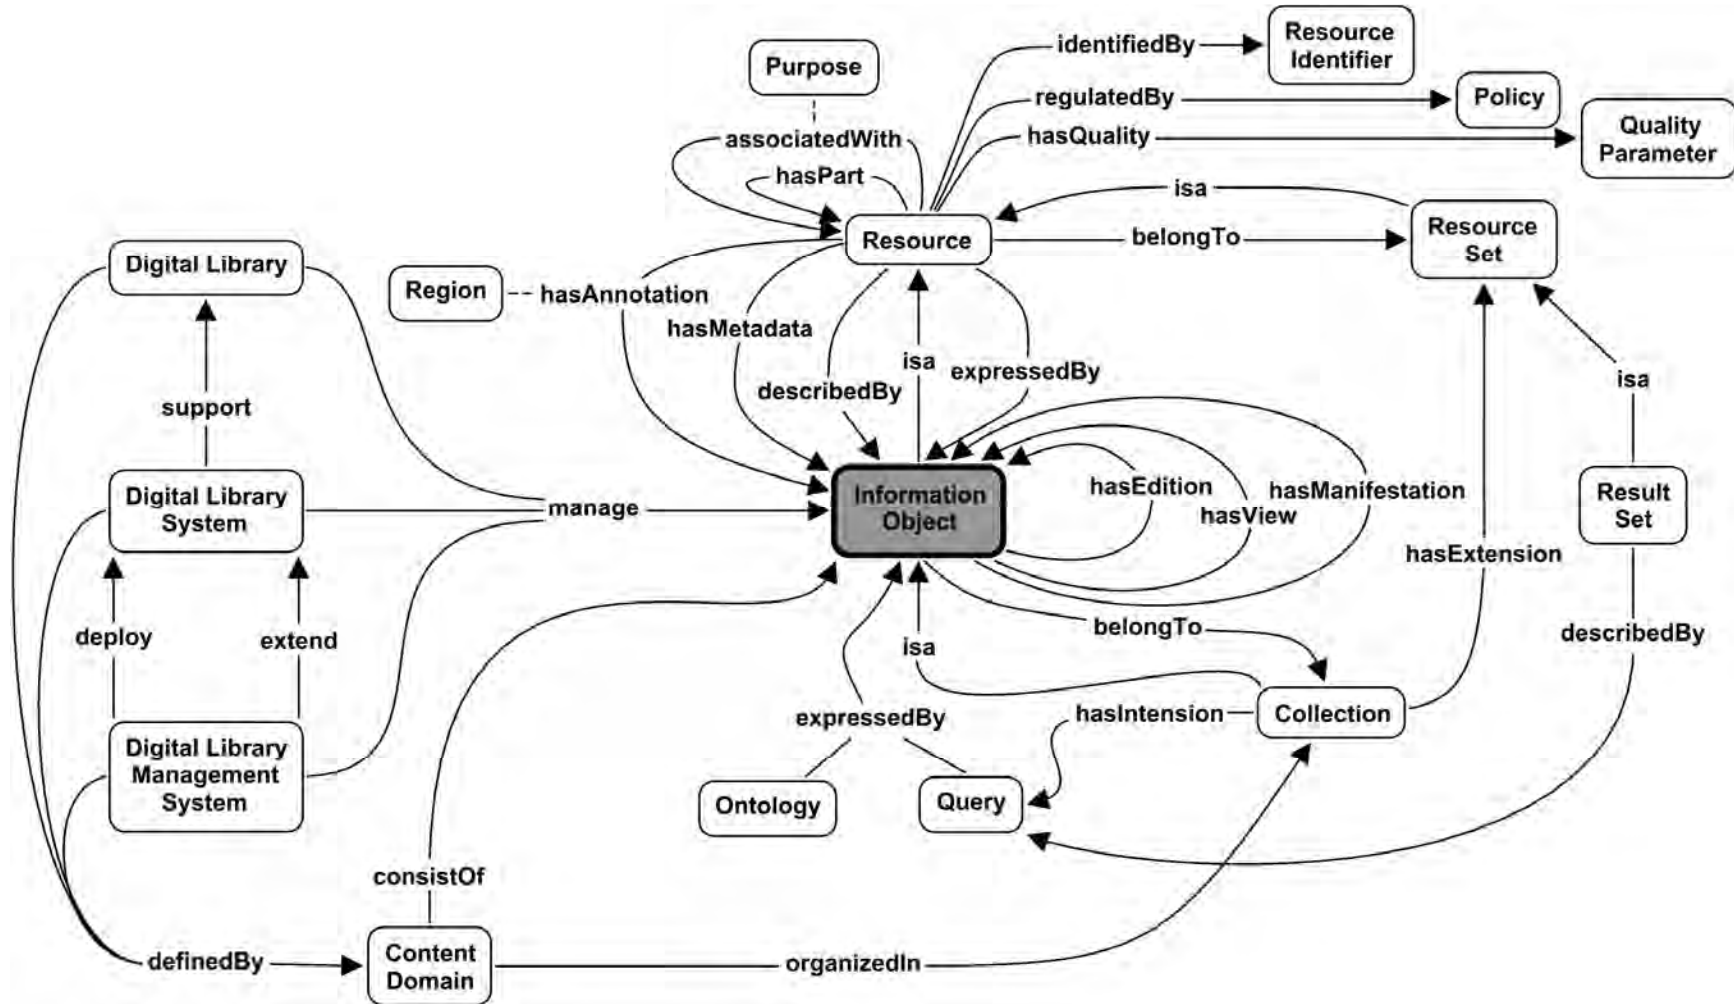 Resource
Identifier
identifiedBy
Purpose
regulatedBy
Policy
Quality
Parameter
associatedWith
hasQuality
hasPart
isa
Resource
belongTo
Resource
Set
Digital Library
Region
hasAnnotation
hasMetadata
isa
expressedBy
describedBy
isa
support
Digital Library
System
manage
Information
Object
hasEdition
hasView
hasManifestation
Result
Set
hasExtension
deploy
extend
isa
belongTo
describedBy
expressedBy
hasIntension
Collection
Digital Library
Management
System
Ontology
Query
consistOf
definedBy
Content
Domain
organizedIn